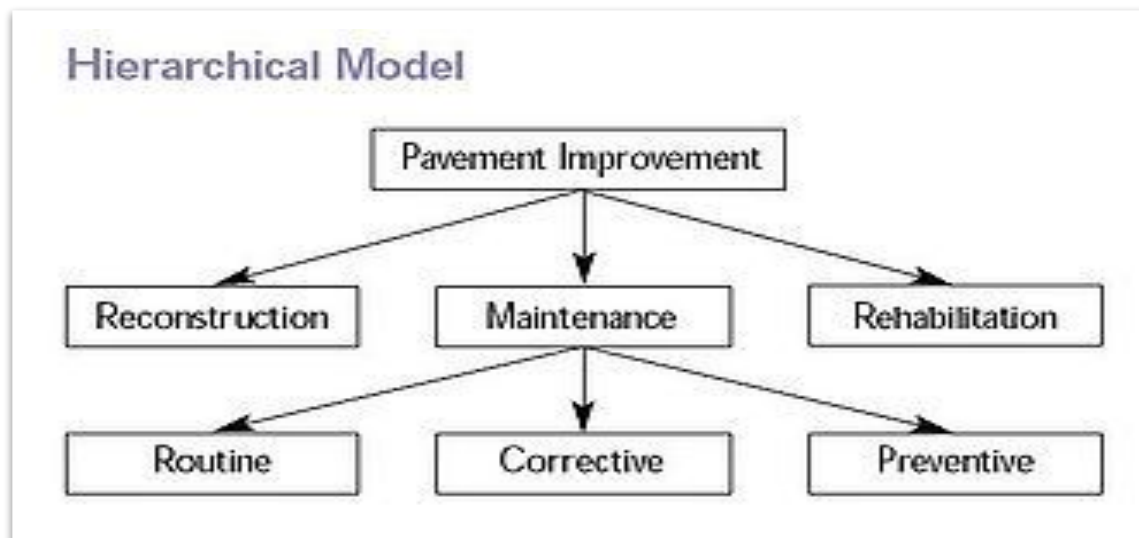 Hierarchical Model
Pavement Improvement
Reconstruction
Maintenance
Rehabilitation
Routine
Corrective
Preventive